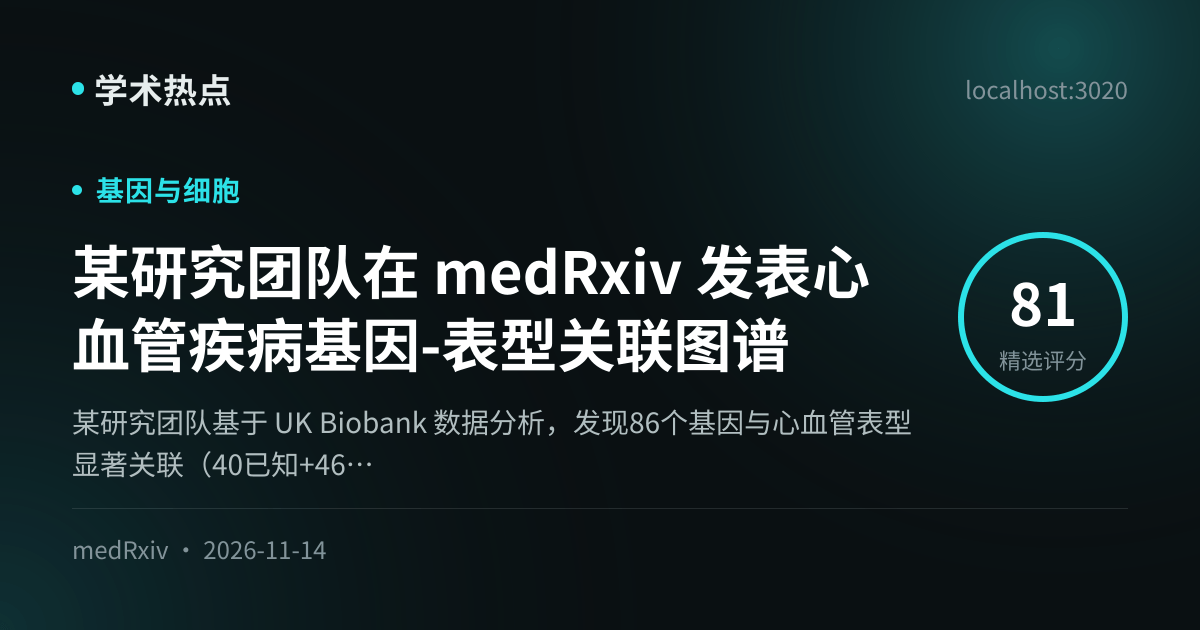 学术热点
localhost:3020
基因与细胞
某研究团队在 medRxiv 发表心
血管疾病基因-表型关联图谱
81
精选评分
某研究团队基于 UK Biobank 数据分析，发现86个基因与心血管表型
显著关联（40已知+46…
medRxiv • 2026-11-14